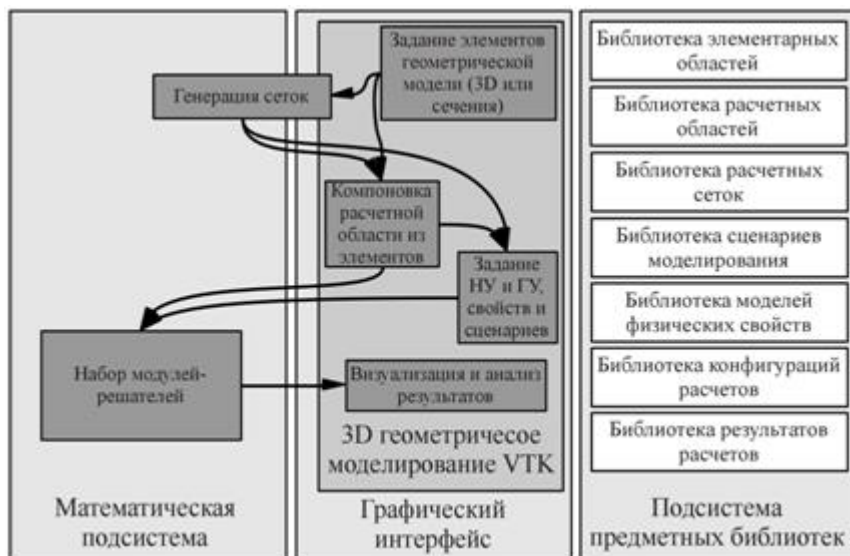 Задание элементов
геометрической
модели (3D или
сечения)
Генерация сеток
Компоновка
расчетной
области из
элементов
Задание
НУ и ГУ,
свойств и
сценариев
Набор модулей-
решателей
Визуализация и анализ
результатов
3D геометричесое
моделирование VTK
Математическая
подсистема
Графический
интерфейс
Библиотека элементарных
областей
Библиотека расчетных
областей
Библиотека расчетных
сеток
Библиотека сценариев
моделирования
Библиотека моделей
физических свойств
Библиотека конфигураций
расчетов
Библиотека результатов
расчетов
Подсистема
предметных библиотек